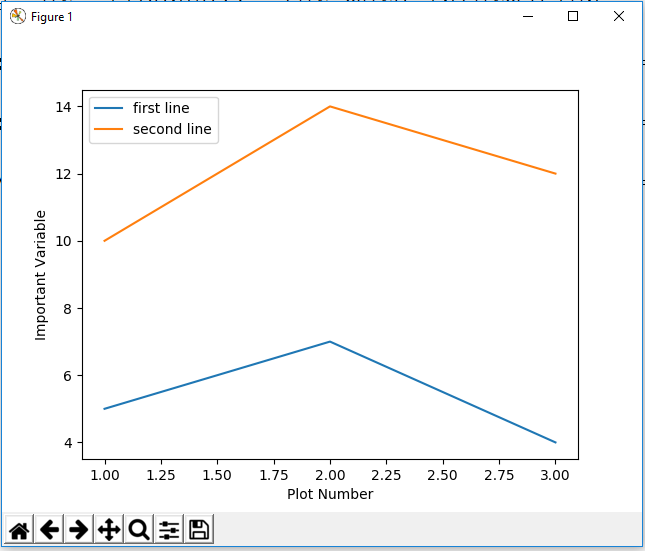 Figure 1
first line
second line
14
12
10
8
6
4
Important Variable
1.00 1.25 1.50 1.75 2.00 2.25 2.50 2.75 3.00
Plot Number